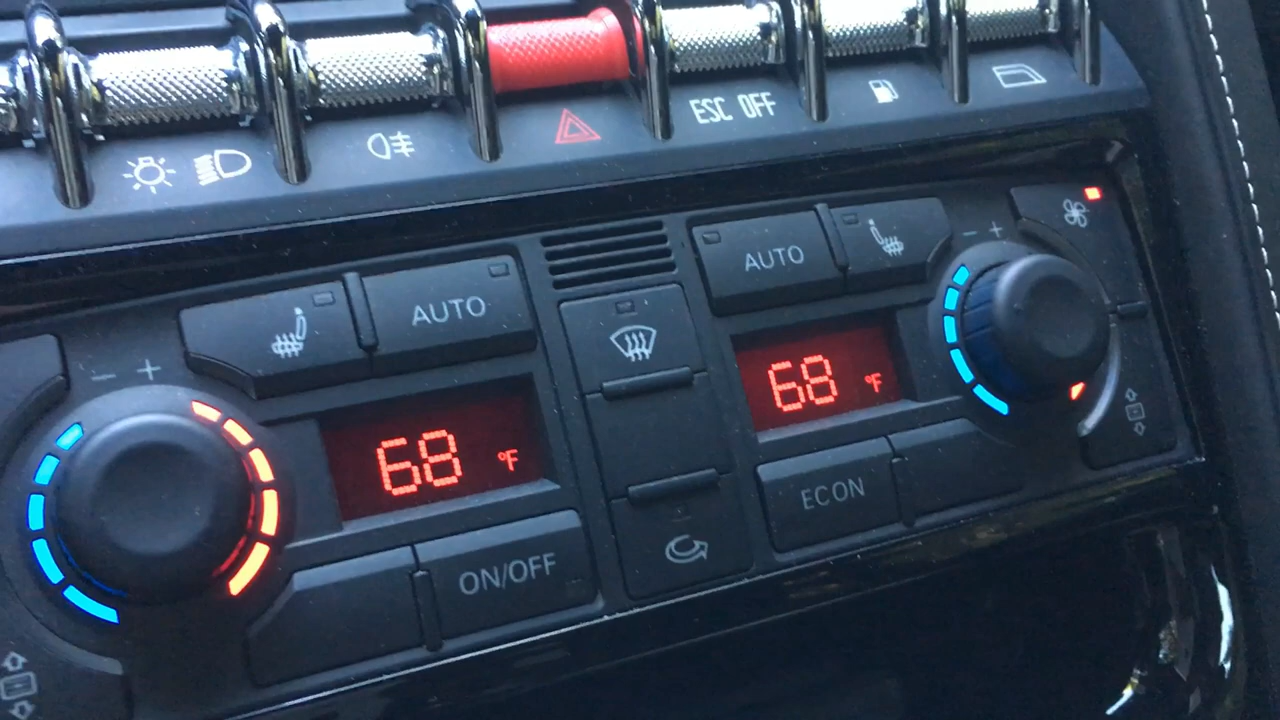 ESC OFF
AUTO
AUTO
- +
- +
68 °F
68 °F
ECON
ON/OFF